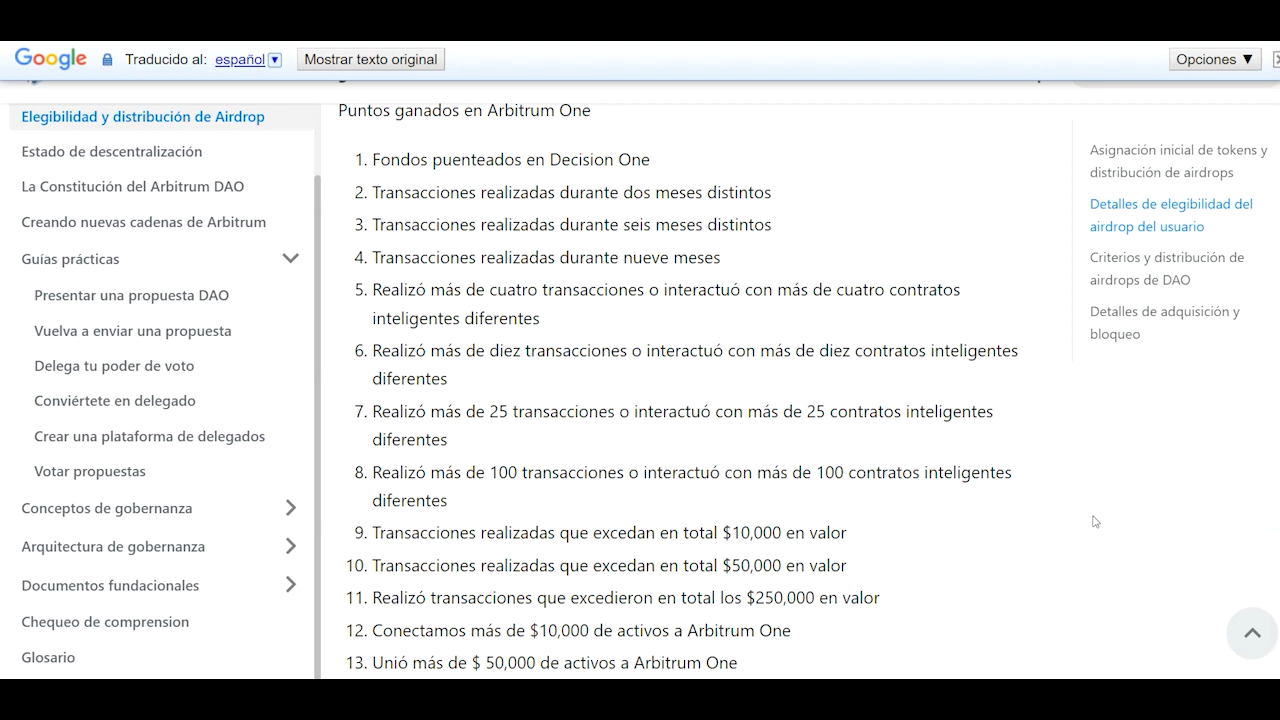 Google Traducido al: español Mostrar texto original Opciones ▼
Elegibilidad y distribución de Airdrop
Estado de descentralización
La Constitución del Arbitrum DAO
Creando nuevas cadenas de Arbitrum
Guías prácticas
Presentar una propuesta DAO
Vuelva a enviar una propuesta
Delega tu poder de voto
Conviértete en delegado
Crear una plataforma de delegados
Votar propuestas
Conceptos de gobernanza
Arquitectura de gobernanza
Documentos fundacionales
Chequeo de comprension
Glosario
Puntos ganados en Arbitrum One
1. Fondos puenteados en Decision One
2. Transacciones realizadas durante dos meses distintos
3. Transacciones realizadas durante seis meses distintos
4. Transacciones realizadas durante nueve meses
5. Realizó más de cuatro transacciones o interactuó con más de cuatro contratos
inteligentes diferentes
6. Realizó más de diez transacciones o interactuó con más de diez contratos inteligentes
diferentes
7. Realizó más de 25 transacciones o interactuó con más de 25 contratos inteligentes
diferentes
8. Realizó más de 100 transacciones o interactuó con más de 100 contratos inteligentes
diferentes
9. Transacciones realizadas que excedan en total $10,000 en valor
10. Transacciones realizadas que excedan en total $50,000 en valor
11. Realizó transacciones que excedieron en total los $250,000 en valor
12. Conectamos más de $10,000 de activos a Arbitrum One
13. Unió más de $ 50,000 de activos a Arbitrum One
Asignación inicial de tokens y
distribución de airdrops
Detalles de elegibilidad del
airdrop del usuario
Criterios y distribución de
airdrops de DAO
Detalles de adquisición y
bloqueo